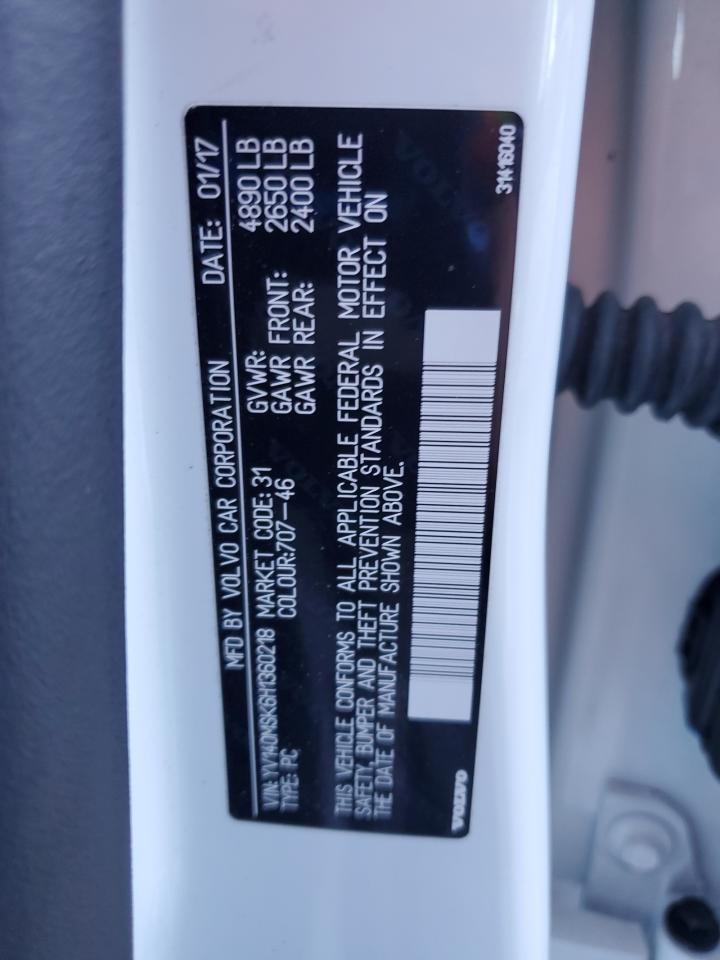 MFD BY VOLVO CAR CORPORATION DATE: 01/17
VIN: YV140MSK6H1360218 MARKET CODE: 31 GVWR: 4890 LB
TYPE: PC COLOUR:707-46 GAWR FRONT: 2650 LB
GAWR REAR: 2400 LB
THIS VEHICLE CONFORMS TO ALL APPLICABLE FEDERAL MOTOR VEHICLE
SAFETY, BUMPER AND THEFT PREVENTION STANDARDS IN EFFECT ON
THE DATE OF MANUFACTURE SHOWN ABOVE.
VOLVO 31416040